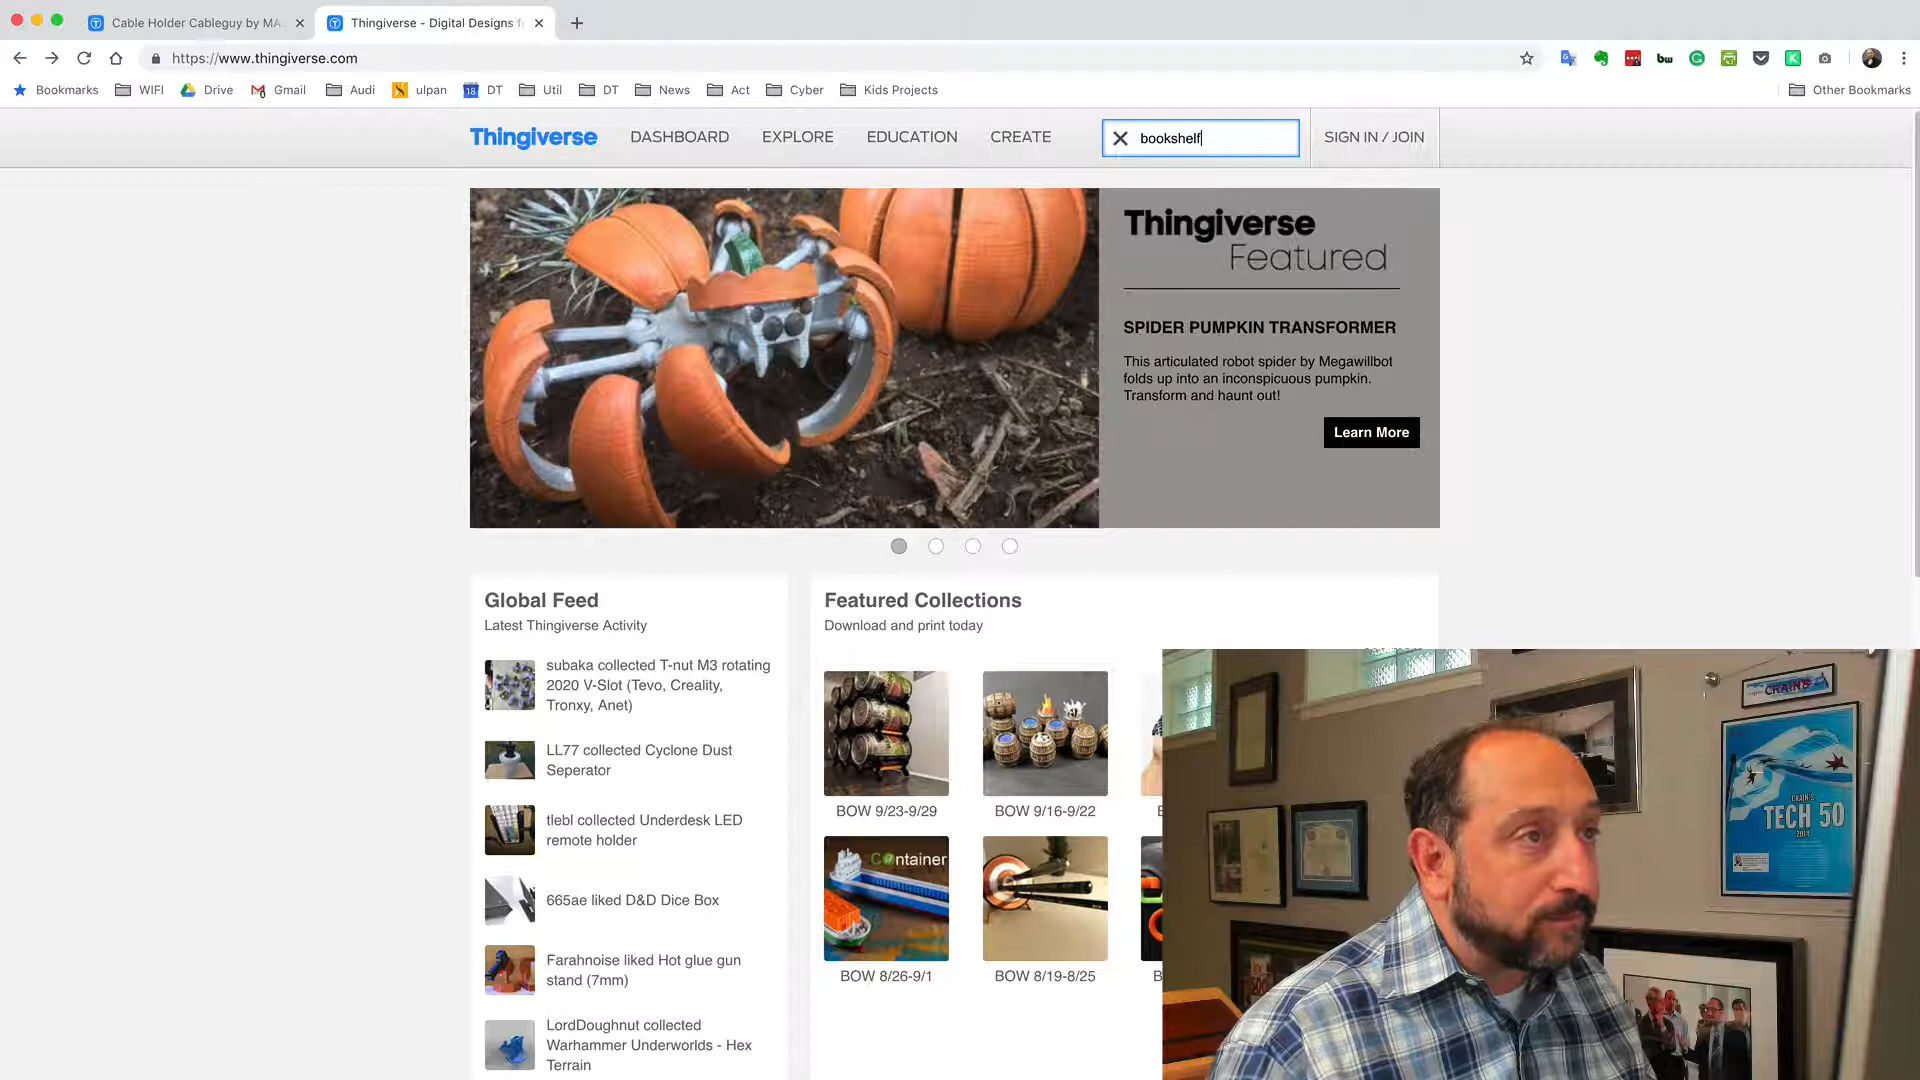 Cable Holder Cableguy by MA
Thingiverse - Digital Designs f
https://www.thingiverse.com
bw
Bookmarks WIFI Drive Gmail Audi ulpan 18 DT Util DT News Act Cyber Kids Projects Other Bookmarks
Thingiverse DASHBOARD EXPLORE EDUCATION CREATE bookshelf SIGN IN / JOIN
Thingiverse
Featured
SPIDER PUMPKIN TRANSFORMER
This articulated robot spider by Megawillbot
folds up into an inconspicuous pumpkin.
Transform and haunt out!
Learn More
Global Feed
Latest Thingiverse Activity
subaka collected T-nut M3 rotating
2020 V-Slot (Tevo, Creality,
Tronxy, Anet)
LL77 collected Cyclone Dust
Seperator
tlebl collected Underdesk LED
remote holder
665ae liked D&D Dice Box
Farahnoise liked Hot glue gun
stand (7mm)
LordDoughnut collected
Warhammer Underworlds - Hex
Terrain
Featured Collections
Download and print today
BOW 9/23-9/29
BOW 9/16-9/22
B
Container
BOW 8/26-9/1
BOW 8/19-8/25
B
CRAIN'S
CRAIN'S
TECH 50
2014